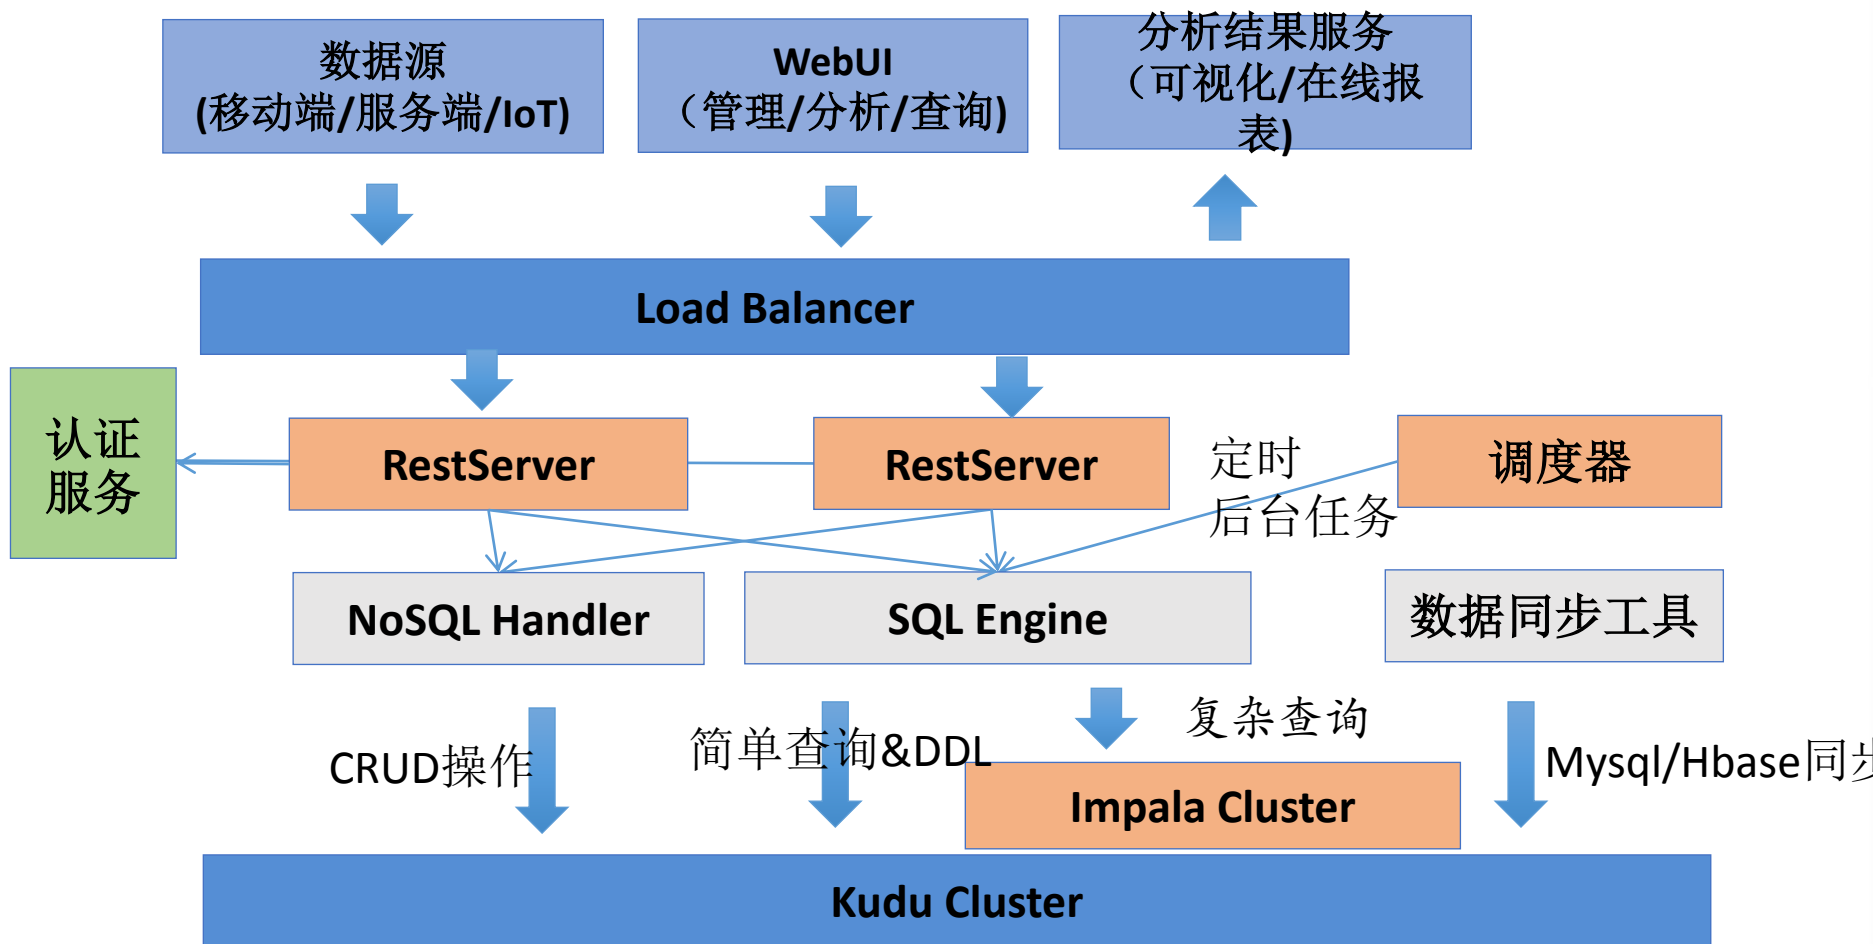 数据源
(移动端/服务端/IoT)
WebUI
（管理/分析/查询)
分析结果服务
（可视化/在线报
表)
Load Balancer
认证
服务
RestServer
RestServer
定时
后台任务
调度器
NoSQL Handler
SQL Engine
数据同步工具
CRUD操作
简单查询&DDL
复杂查询
Mysql/Hbase同步
Impala Cluster
Kudu Cluster